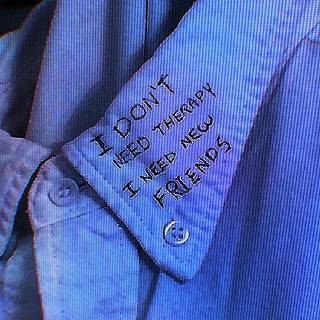 I DON'T
NEED THERAPY
I NEED NEW
FRIENDS